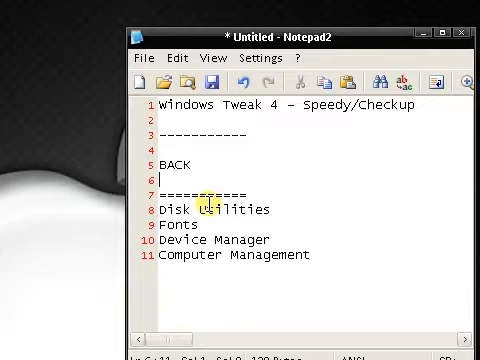 * Untitled - Notepad2
File Edit View Settings ?
1 Windows Tweak 4 - Speedy/Checkup
2
3 -----------
4
5 BACK
6
7 ===========
8 Disk Utilities
9 Fonts
10 Device Manager
11 Computer Management